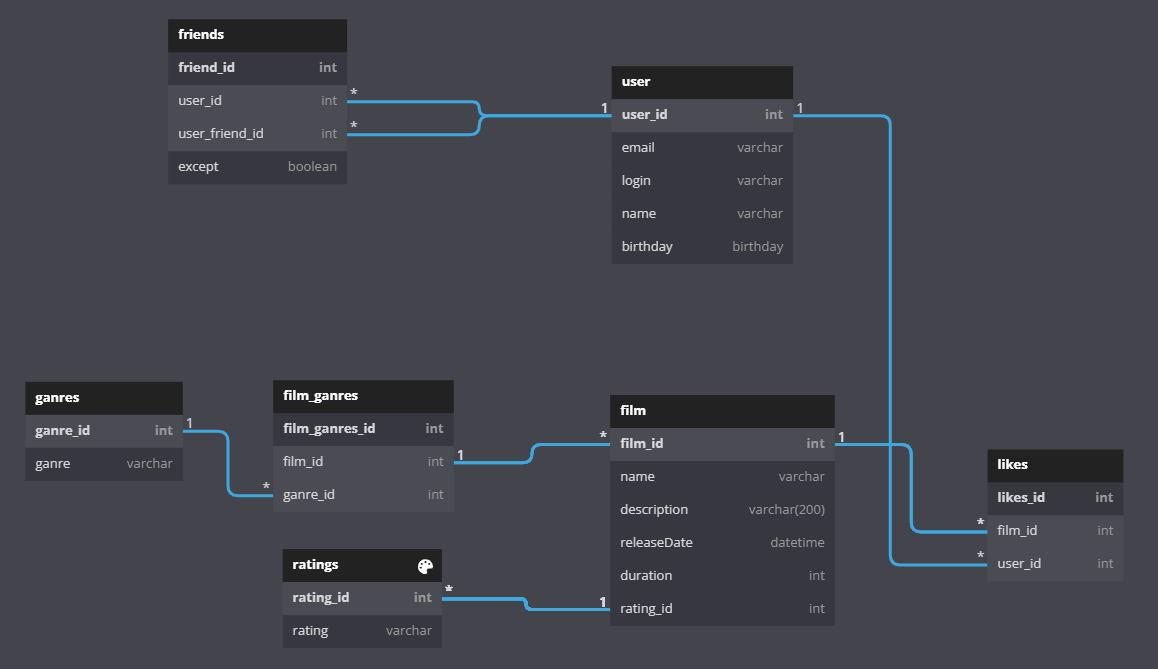 friends
friend_id int
user_id int *
user_friend_id int *
except boolean
user
1 user_id int 1
email varchar
login varchar
name varchar
birthday birthday
ganres
ganre_id int 1
ganre varchar
film_ganres
film_ganres_id int
film_id int 1
* ganre_id int
ratings
rating_id int *
rating varchar
film
* film_id int 1
name varchar
description varchar(200)
releaseDate datetime
duration int
1 rating_id int
likes
likes_id int
* film_id int
* user_id int